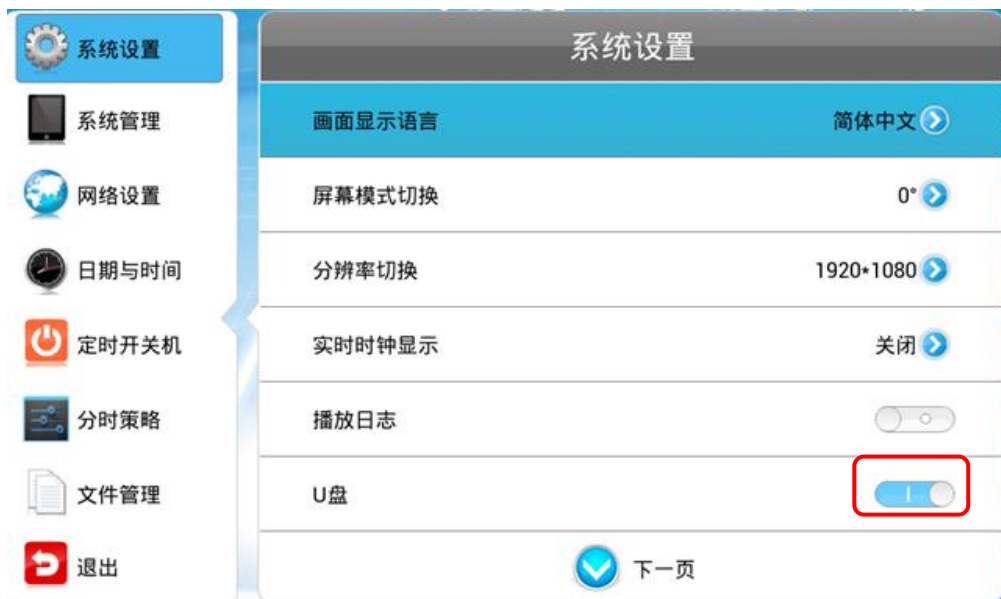 系统设置
系统管理
网络设置
日期与时间
定时开关机
分时策略
文件管理
退出
系统设置
画面显示语言 简体中文
屏幕模式切换 0°
分辨率切换 1920*1080
实时时钟显示 关闭
播放日志
U盘
下一页